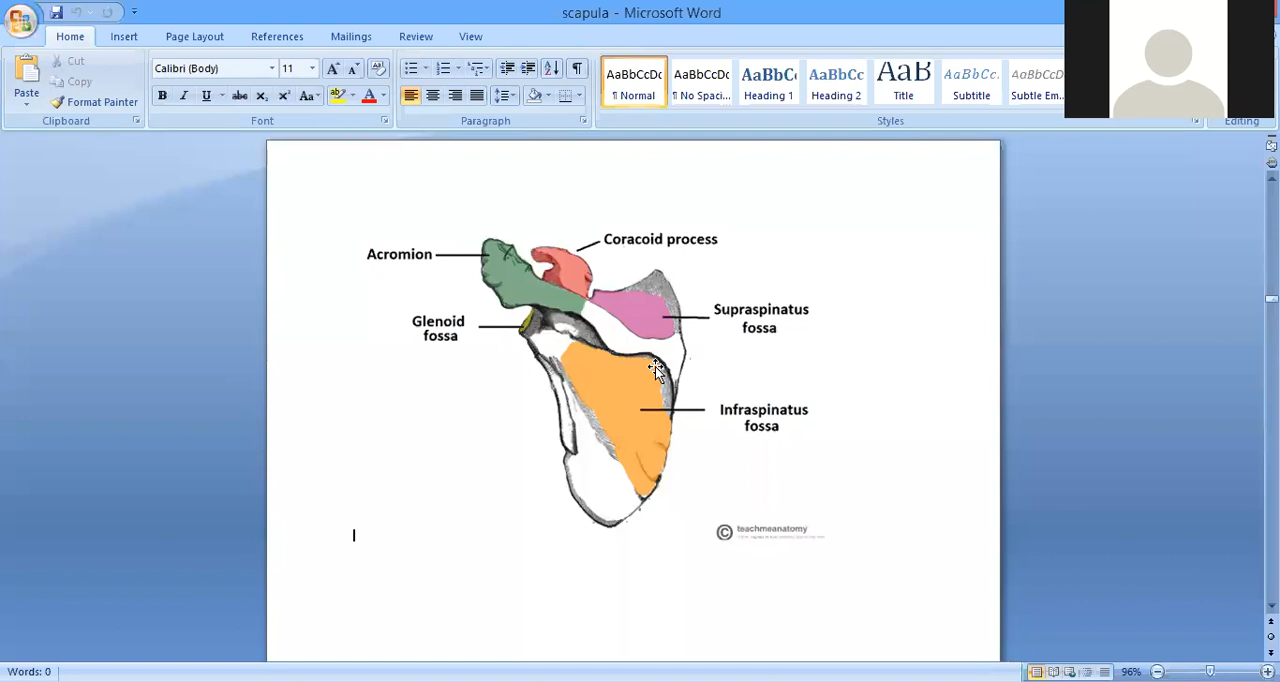 scapula - Microsoft Word
Home Insert Page Layout References Mailings Review View
Paste
Cut
Copy
Format Painter
Clipboard
Calibri (Body) 11
Font
Paragraph
AaBbCcDc AaBbCcDc AaBbC AaBbCc AaB AaBbCc. AaBbCcD
¶ Normal ¶ No Spaci... Heading 1 Heading 2 Title Subtitle Subtle Em...
Styles
Editing
Acromion
Coracoid process
Glenoid
fossa
Supraspinatus
fossa
Infraspinatus
fossa
© teachmeanatomy
Words: 0
96%